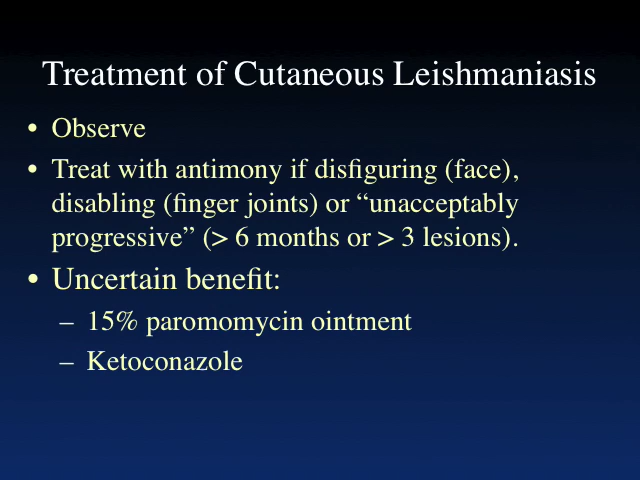 Treatment of Cutaneous Leishmaniasis
• Observe
• Treat with antimony if disfiguring (face),
disabling (finger joints) or “unacceptably
progressive” (> 6 months or > 3 lesions).
• Uncertain benefit:
– 15% paromomycin ointment
– Ketoconazole